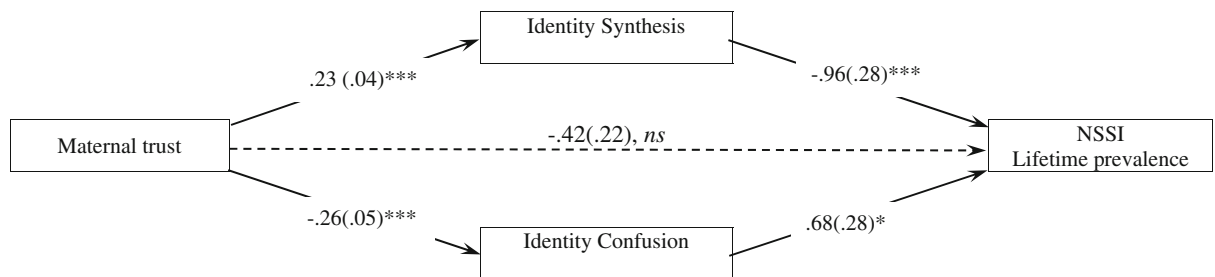 Identity Synthesis
.23 (.04)***
-.96(.28)***
Maternal trust
-.42(.22), ns
NSSI
Lifetime prevalence
-.26(.05)***
.68(.28)*
Identity Confusion